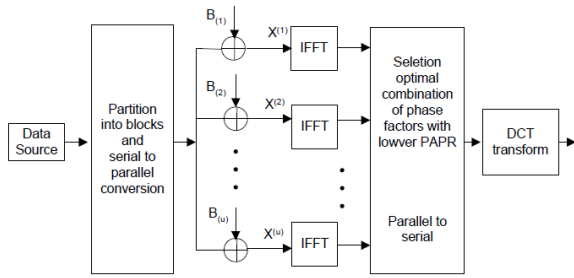 B(1)
X(1)
IFFT
B(2)
X(2)
IFFT
B(u)
X(u)
IFFT
Data
Source
Partition
into blocks
and
serial to
parallel
conversion
Seletion
optimal
combination
of phase
factors with
lowver PAPR
Parallel to
serial
DCT
transform